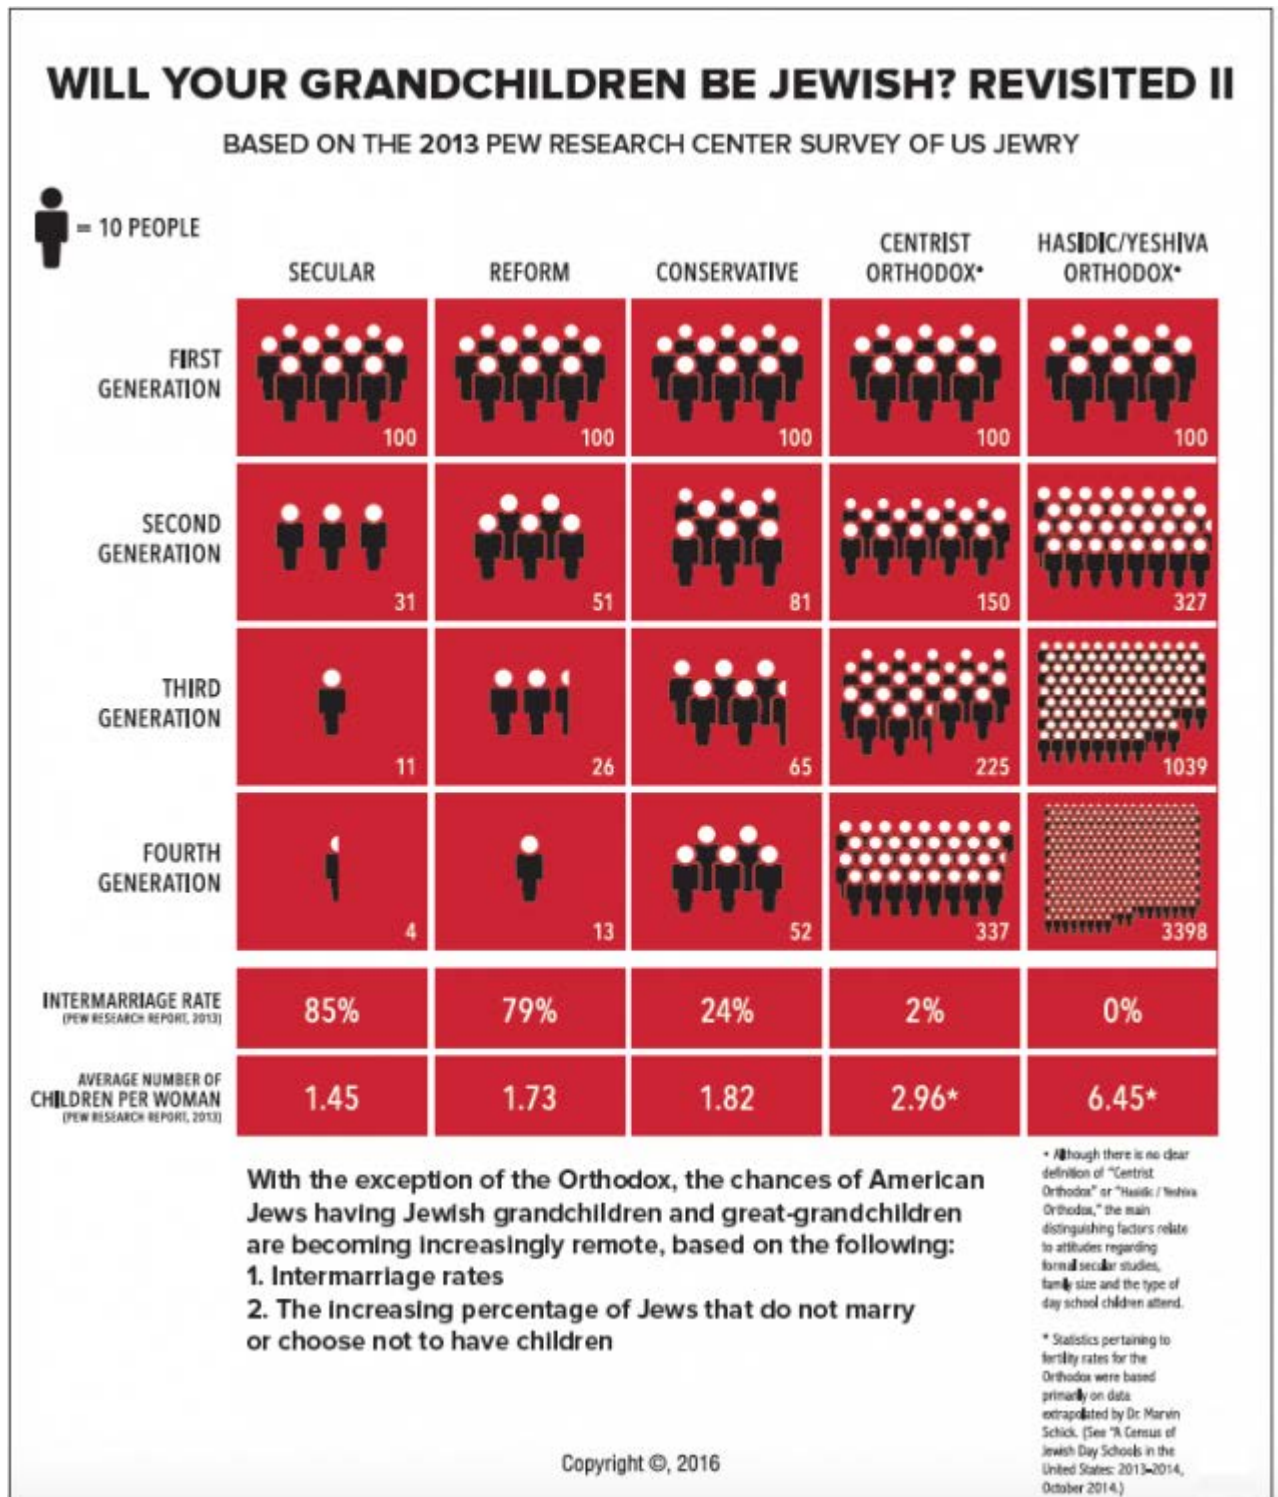 WILL YOUR GRANDCHILDREN BE JEWISH? REVISITED II
BASED ON THE 2013 PEW RESEARCH CENTER SURVEY OF US JEWRY
= 10 PEOPLE
SECULAR
REFORM
CONSERVATIVE
CENTRIST
ORTHODOX•
HASIDIC/YESHIVA
ORTHODOX•
FIRST
GENERATION
100
100
100
100
100
SECOND
GENERATION
31
51
81
150
327
THIRD
GENERATION
11
26
65
225
1039
FOURTH
GENERATION
4
13
52
337
3398
INTERMARRIAGE RATE
(PEW RESEARCH REPORT, 2013)
85%
79%
24%
2%
0%
AVERAGE NUMBER OF
CHILDREN PER WOMAN
(PEW RESEARCH REPORT, 2013)
1.45
1.73
1.82
2.96*
6.45*
With the exception of the Orthodox, the chances of American
Jews having Jewish grandchildren and great-grandchildren
are becoming increasingly remote, based on the following:
1. Intermarriage rates
2. The increasing percentage of Jews that do not marry
or choose not to have children
• Although there is no clear
definition of "Centrist
Orthodox" or "Hasidic / Yeshiva
Orthodox," the main
distinguishing factors relate
to attitudes regarding
formal secular studies,
family size and the type of
day school children attend.
* Statistics pertaining to
fertility rates for the
Orthodox were based
primarily on data
extrapolated by Dr. Marvin
Schick. (See "A Census of
Jewish Day Schools in the
United States: 2013–2014,
October 2014.)
Copyright ©, 2016